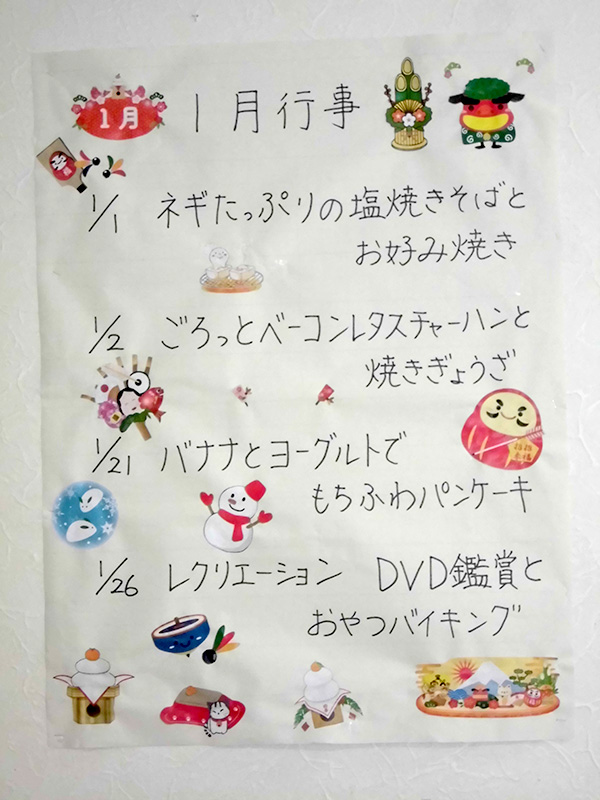 1月
1月行事
1/1 ネギたっぷりの塩焼きそばと
お好み焼き
1/2 ごろっとベーコンレタスチャーハンと
焼きぎょうざ
1/21 バナナとヨーグルトで
もちふわパンケーキ
1/26 レクリエーション DVD鑑賞と
おやつバイキング